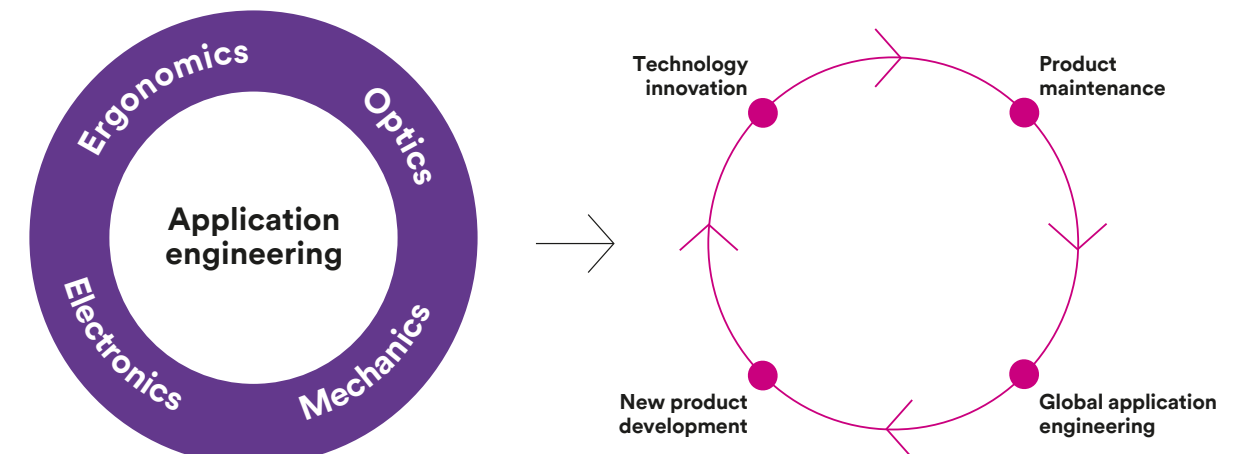 Ergonomics
Optics
Application
engineering
Electronics
Mechanics
Technology
innovation
Product
maintenance
New product
development
Global application
engineering